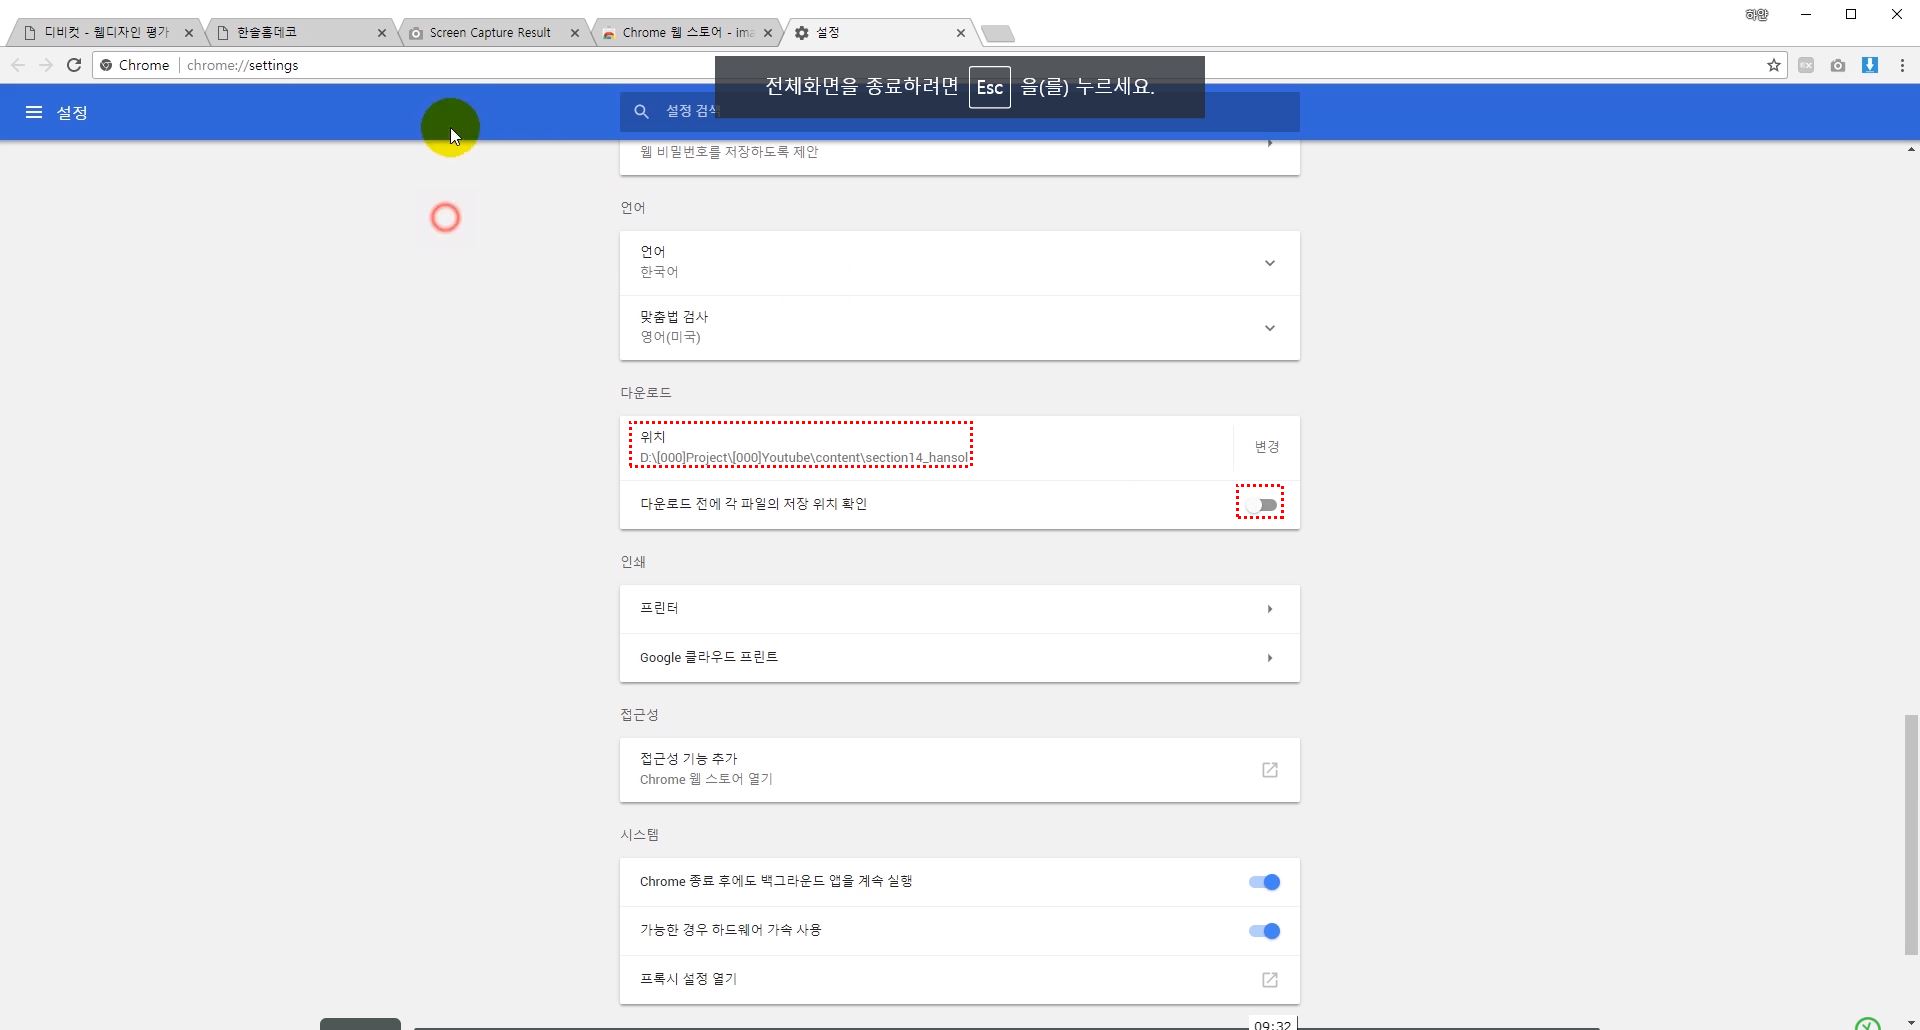 하얀
디비컷 - 웹디자인 평가
한솔홈데코
Screen Capture Result
Chrome 웹 스토어 - ima
설정
Chrome
chrome://settings
전체화면을 종료하려면 Esc 을(를) 누르세요.
설정
설정 검색
웹 비밀번호를 저장하도록 제안
언어
언어
한국어
맞춤법 검사
영어(미국)
다운로드
위치
D:\[000]Project\[000]Youtube\content\section14_hansol
변경
다운로드 전에 각 파일의 저장 위치 확인
인쇄
프린터
Google 클라우드 프린트
접근성
접근성 기능 추가
Chrome 웹 스토어 열기
시스템
Chrome 종료 후에도 백그라운드 앱을 계속 실행
가능한 경우 하드웨어 가속 사용
프록시 설정 열기
09:32